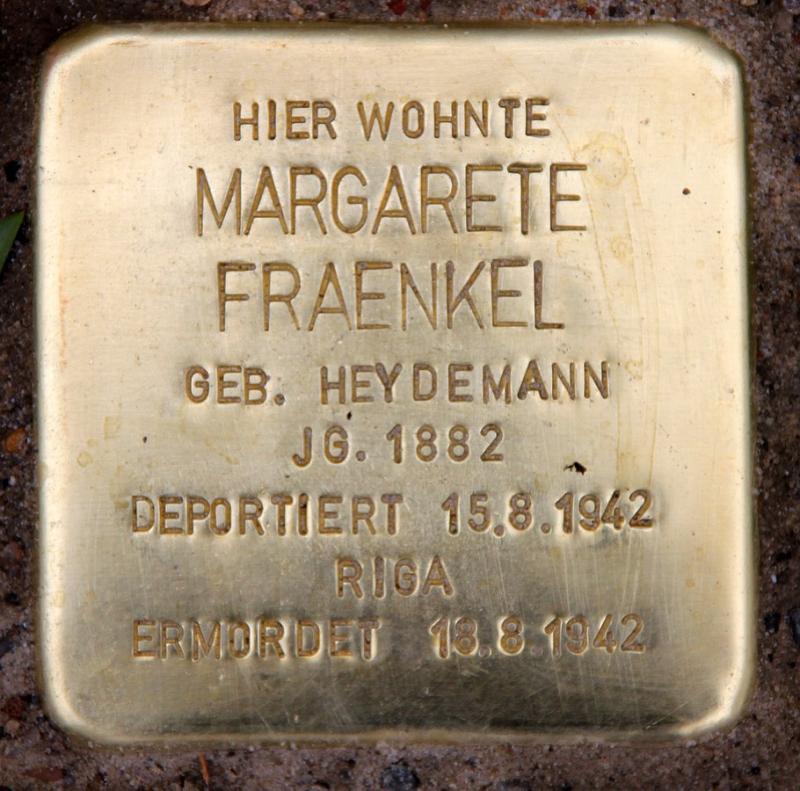 HIER WOHNTE
MARGARETE
FRAENKEL
GEB. HEYDEMANN
JG. 1882
DEPORTIERT 15.8.1942
RIGA
ERMORDET 18.8.1942